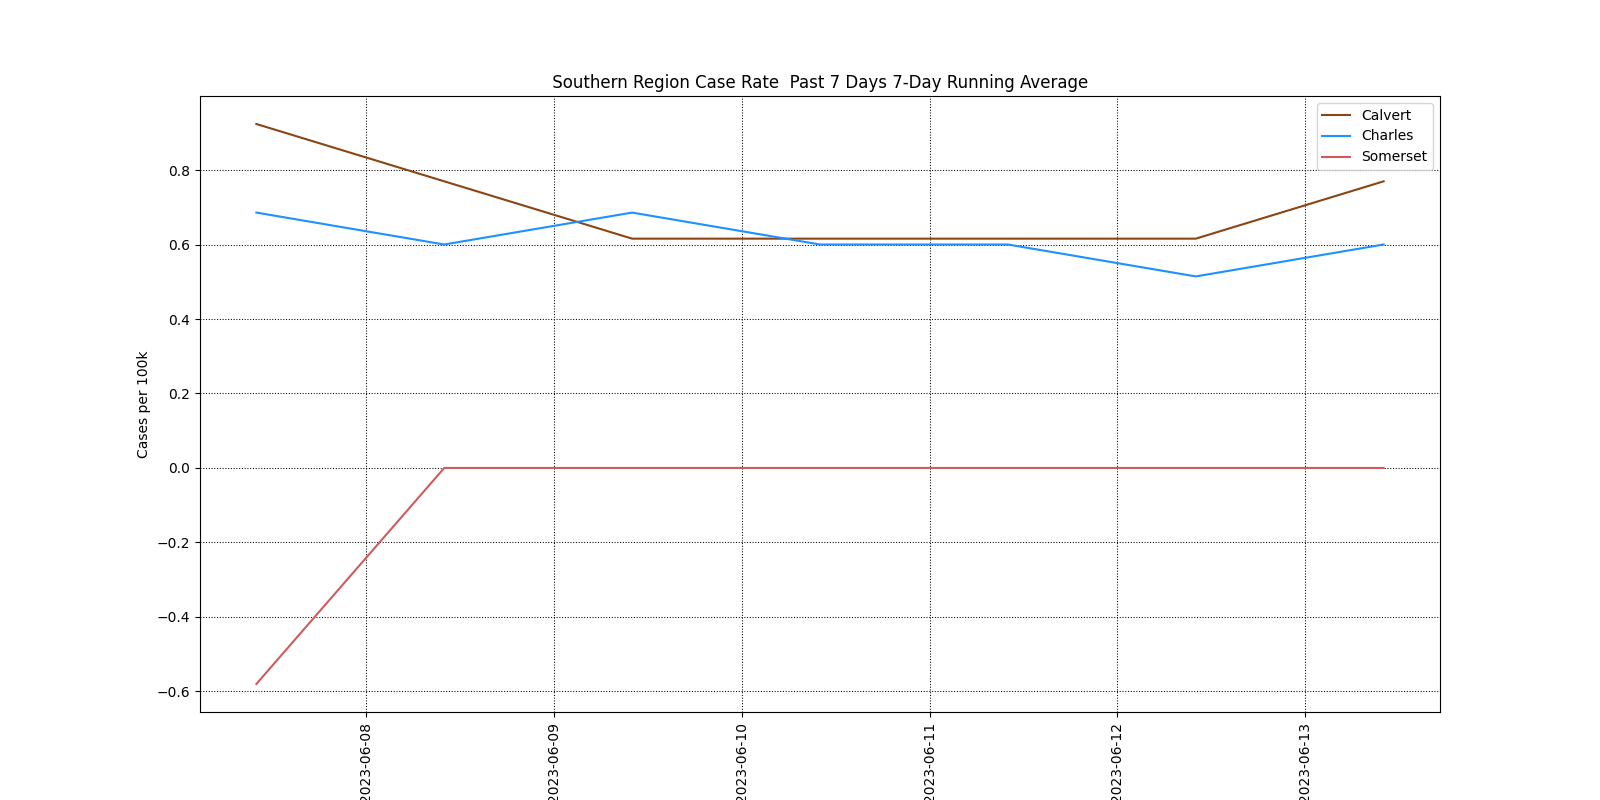 Southern Region Case Rate  Past 7 Days 7-Day Running Average
Calvert
Charles
Somerset
Cases per 100k
0.8
0.6
0.4
0.2
0.0
−0.2
−0.4
−0.6
2023-06-08
2023-06-09
2023-06-10
2023-06-11
2023-06-12
2023-06-13